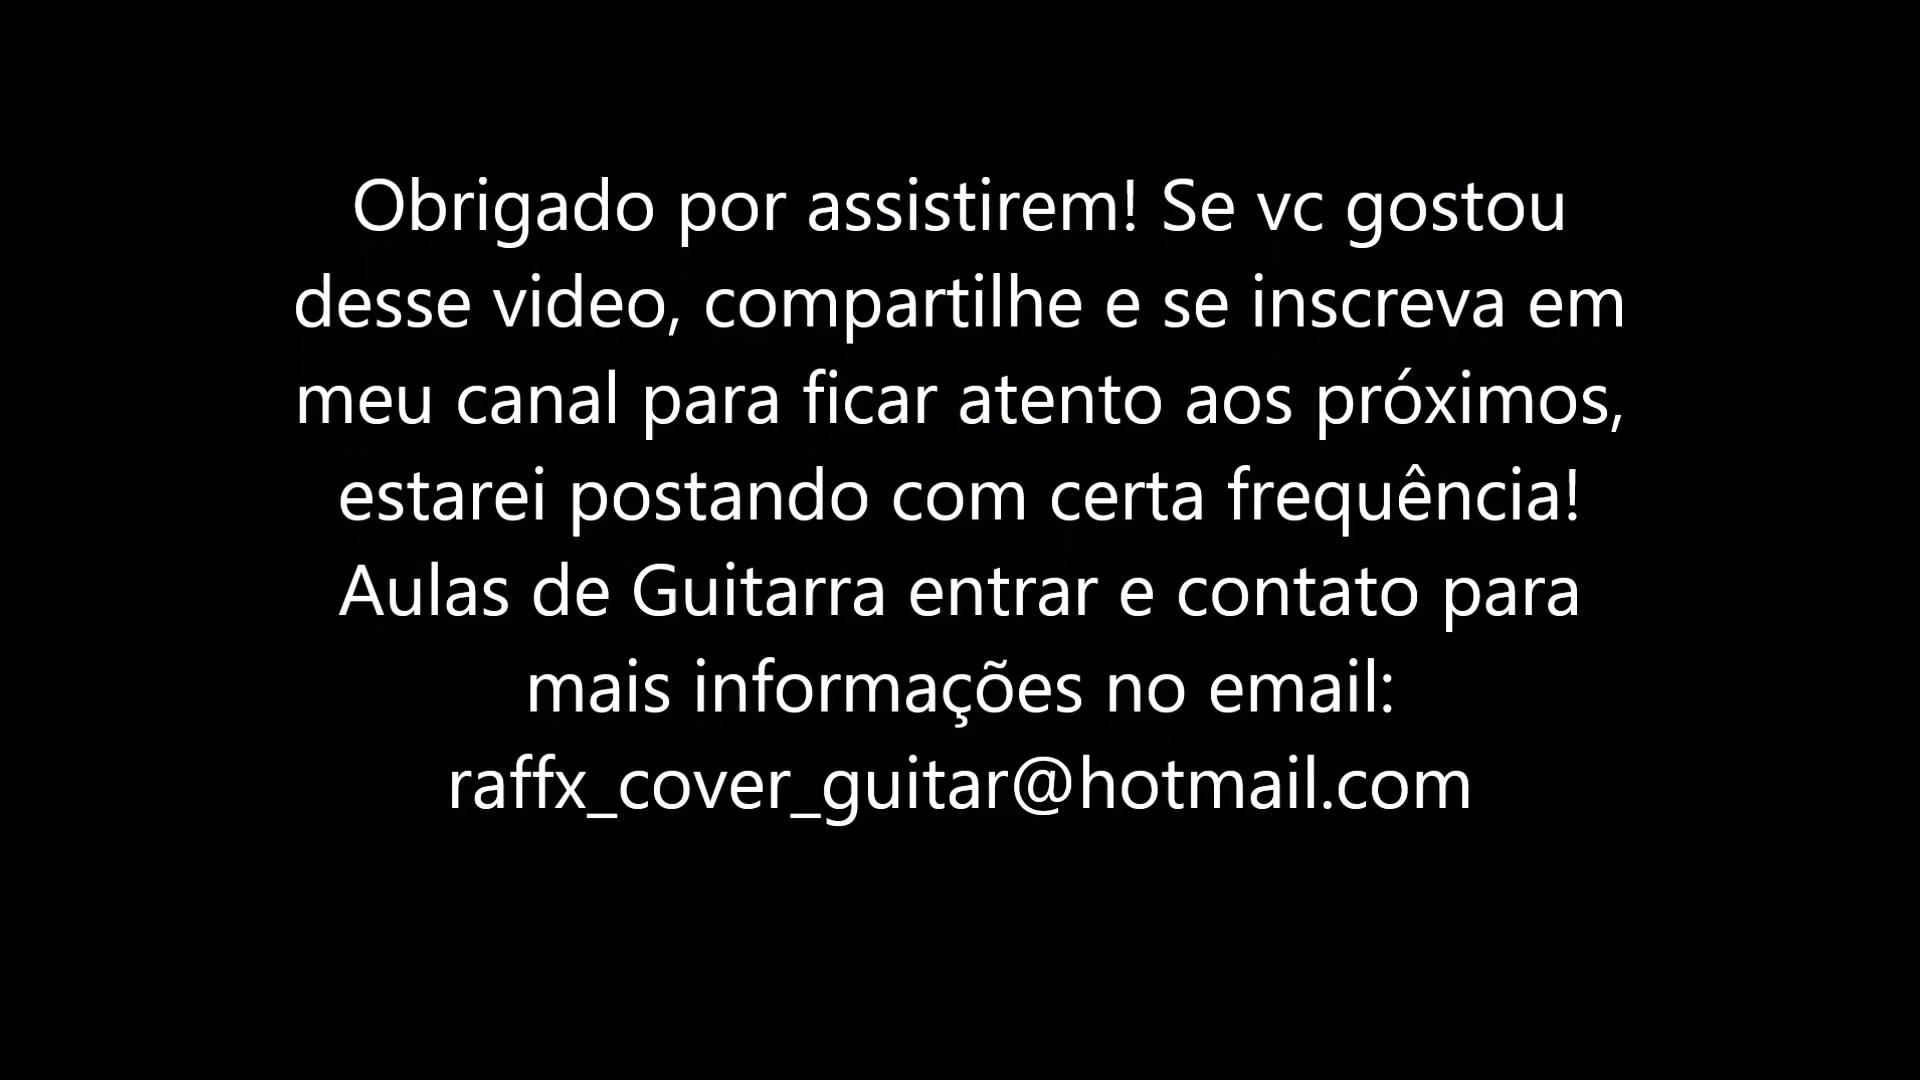 Obrigado por assistirem! Se vc gostou
desse video, compartilhe e se inscreva em
meu canal para ficar atento aos próximos,
estarei postando com certa frequência!
Aulas de Guitarra entrar e contato para
mais informações no email:
raffx_cover_guitar@hotmail.com